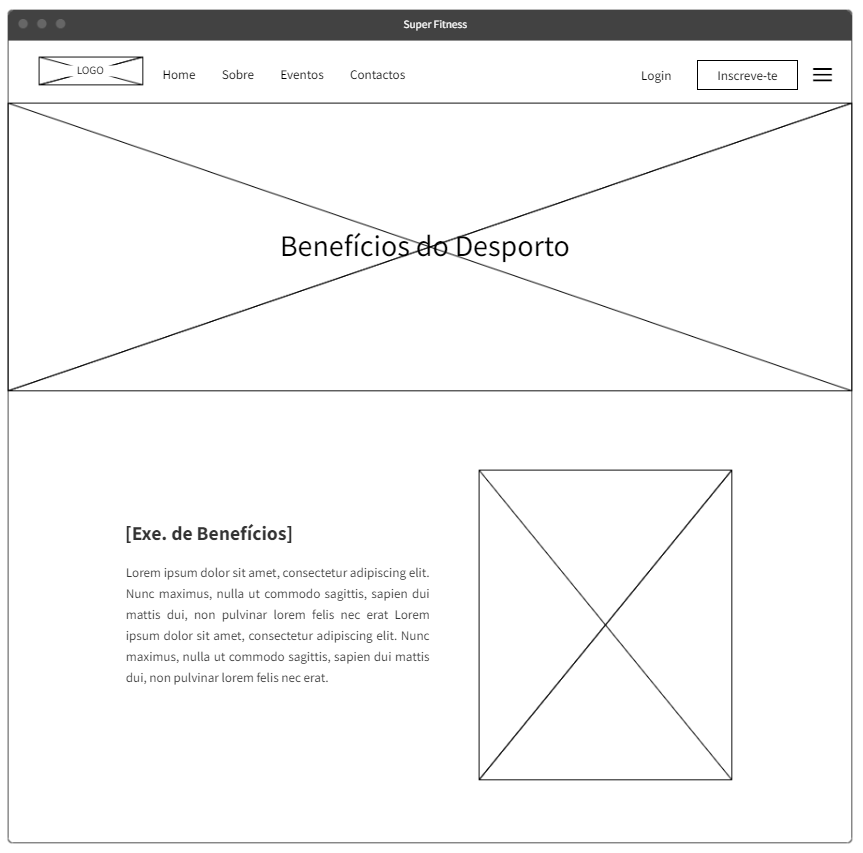 Super Fitness
LOGO
Home Sobre Eventos Contactos
Login Inscreve-te
Benefícios do Desporto
[Exe. de Benefícios]
Lorem ipsum dolor sit amet, consectetur adipiscing elit.
Nunc maximus, nulla ut commodo sagittis, sapien dui
mattis dui, non pulvinar lorem felis nec erat Lorem
ipsum dolor sit amet, consectetur adipiscing elit. Nunc
maximus, nulla ut commodo sagittis, sapien dui mattis
dui, non pulvinar lorem felis nec erat.